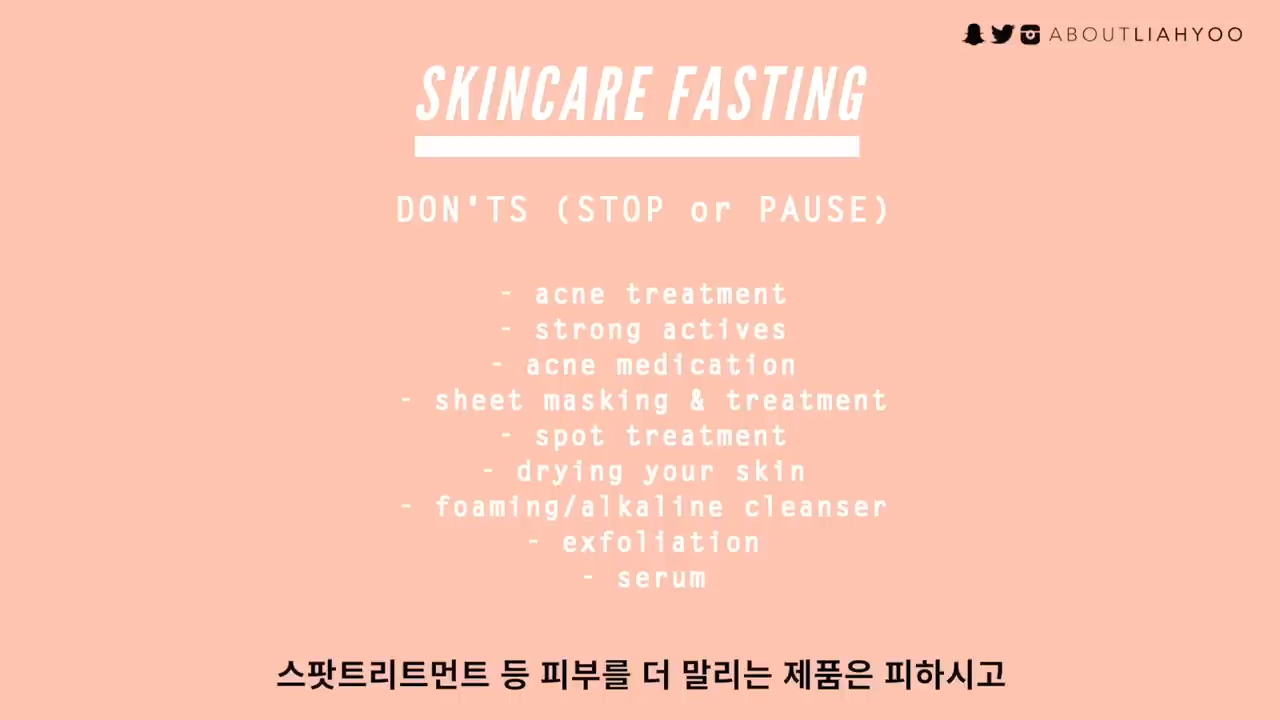 ABOUTLIAHYOO
SKINCARE FASTING
DON'TS (STOP or PAUSE)
- acne treatment
- strong actives
- acne medication
- sheet masking & treatment
- spot treatment
- drying your skin
- foaming/alkaline cleanser
- exfoliation
- serum
스팟트리트먼트 등 피부를 더 말리는 제품은 피하시고